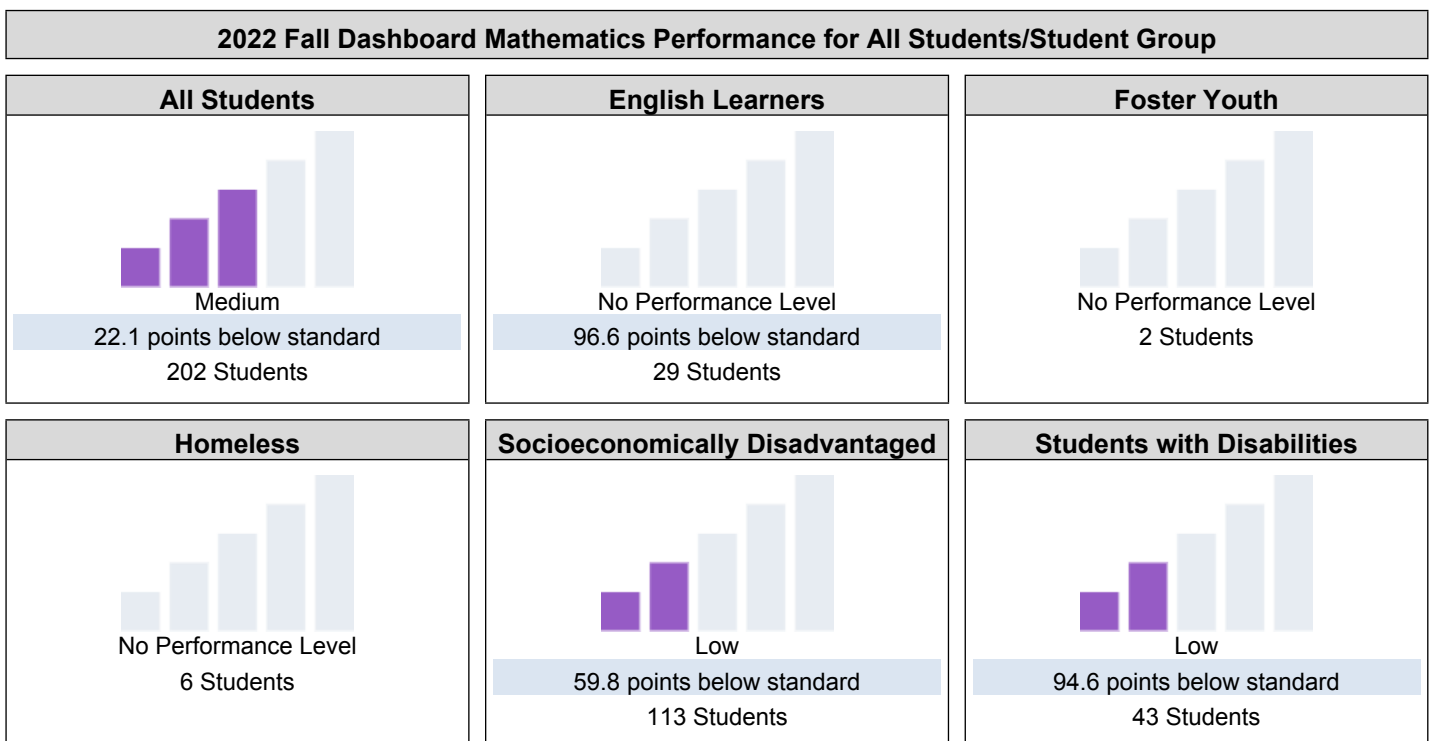 2022 Fall Dashboard Mathematics Performance for All Students/Student Group
All Students
Medium
22.1 points below standard
202 Students
English Learners
No Performance Level
96.6 points below standard
29 Students
Foster Youth
No Performance Level
2 Students
Homeless
No Performance Level
6 Students
Socioeconomically Disadvantaged
Low
59.8 points below standard
113 Students
Students with Disabilities
Low
94.6 points below standard
43 Students